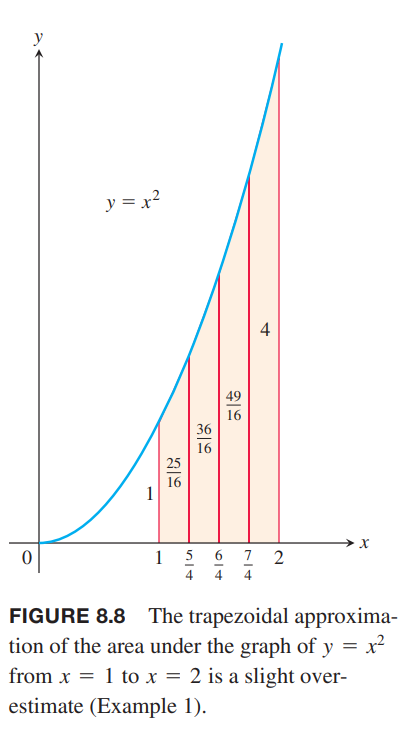 y
y = x²
4
49/16
36/16
25/16
1
0 1 5/4 6/4 7/4 2 x
FIGURE 8.8 The trapezoidal approxima-
tion of the area under the graph of y = x²
from x = 1 to x = 2 is a slight over-
estimate (Example 1).